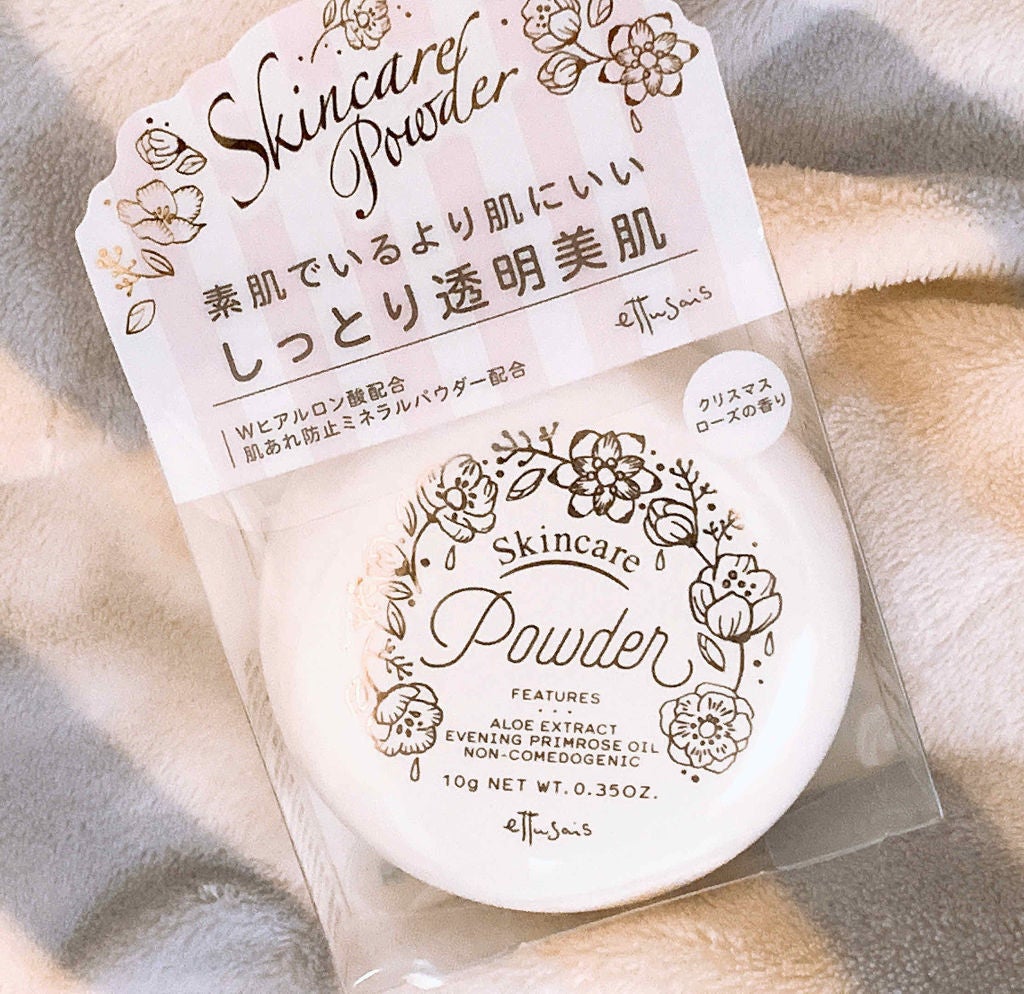 Skincare
Powder
素肌でいるより肌にいい
しっとり透明美肌
ettusais
Wヒアルロン酸配合
肌あれ防止ミネラルパウダー配合
クリスマス
ローズの香り
Skincare
Powder
FEATURES
...
ALOE EXTRACT
EVENING PRIMROSE OIL
NON-COMEDOGENIC
10g NET WT. 0.35OZ.
ettusais